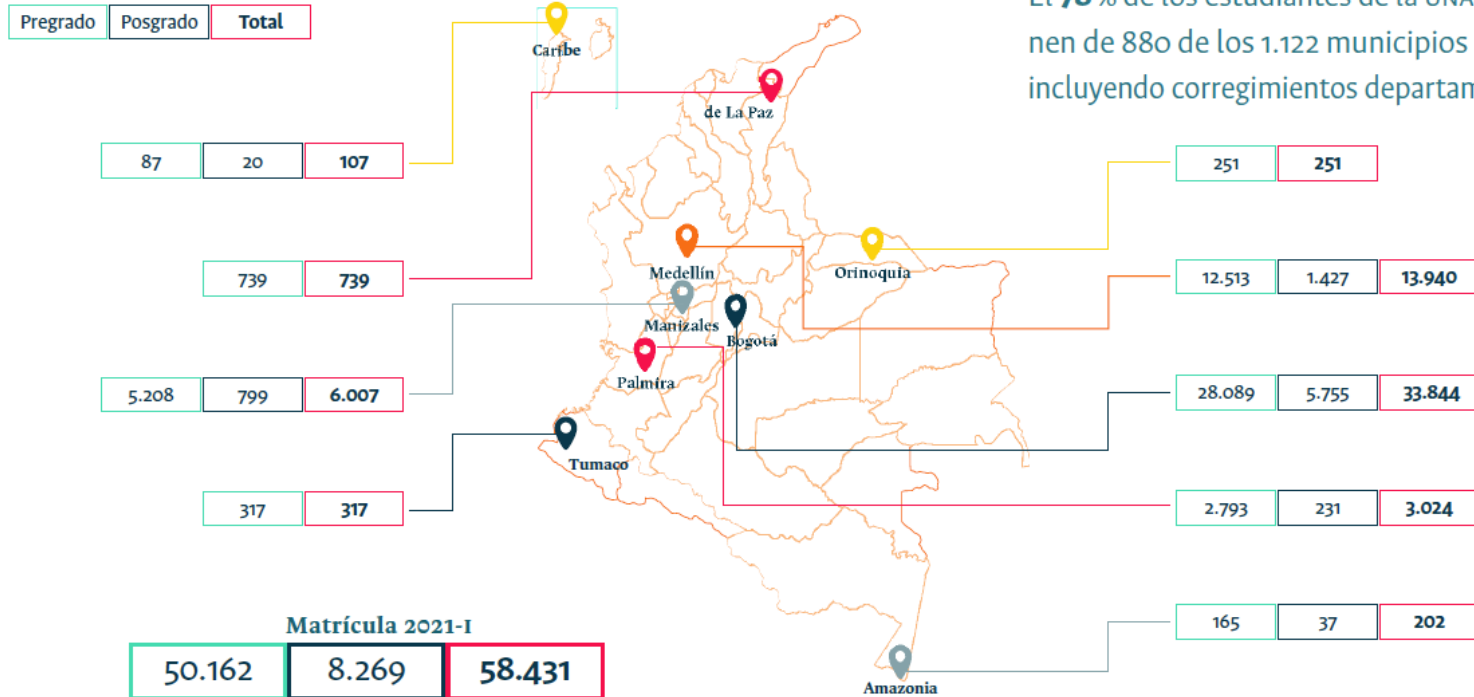 Pregrado Posgrado Total
El 78% de los estudiantes de la UNA
nen de 880 de los 1.122 municipios
incluyendo corregimientos departam
Caribe
de La Paz
87 20 107
251 251
739 739
Medellín
Orinoquia
12.513 1.427 13.940
Manizales
Bogotá
Palmira
5.208 799 6.007
28.089 5.755 33.844
Tumaco
317 317
2.793 231 3.024
165 37 202
Matrícula 2021-I
50.162 8.269 58.431
Amazonia